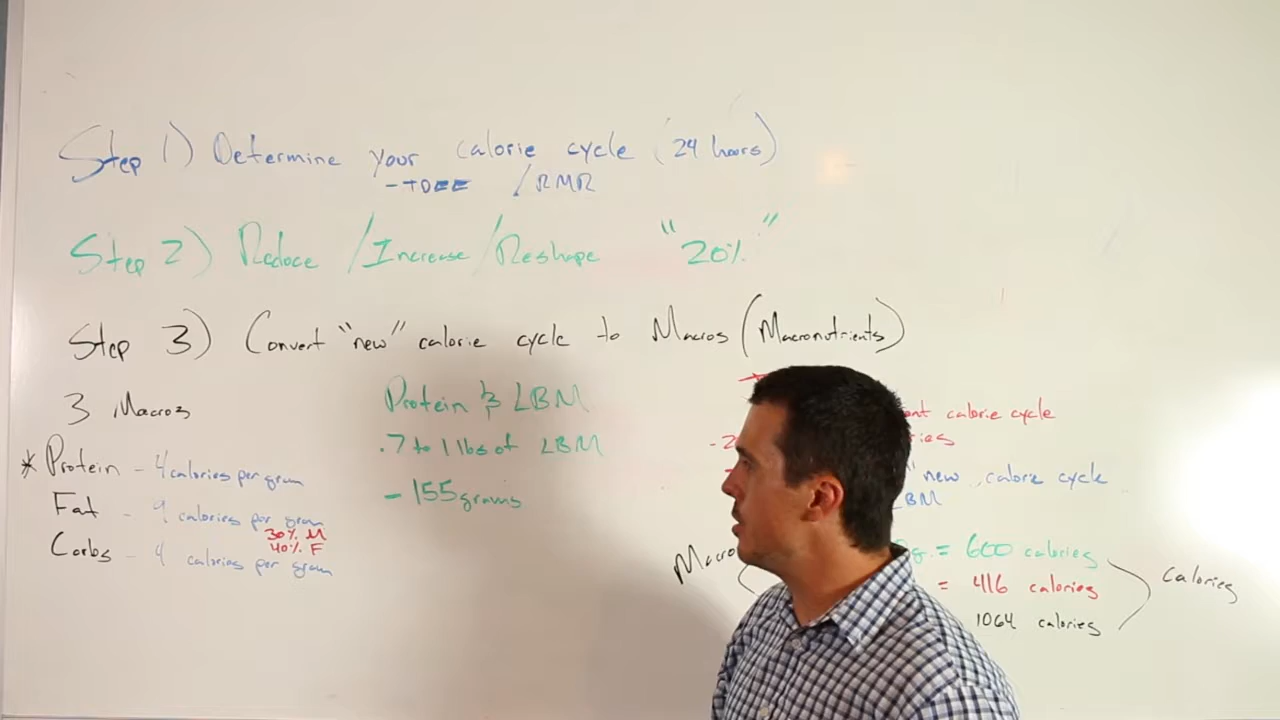 Step 1) Determine your calorie cycle (24 hours)
- TDEE / RMR
Step 2) Reduce / Increase / Reshape "20%"
Step 3) Convert "new" calorie cycle to Macros (Macronutrients)
3 Macros
* Protein - 4 calories per gram
Fat - 9 calories per gram
30% M
40% F
Carbs - 4 calories per gram
Protein & LBM
.7 to 1 lbs of LBM
- 155 grams
calorie cycle
" new calorie cycle
LBM
Macro
g. = 600 calories
= 416 calories
1064 calories
Calories